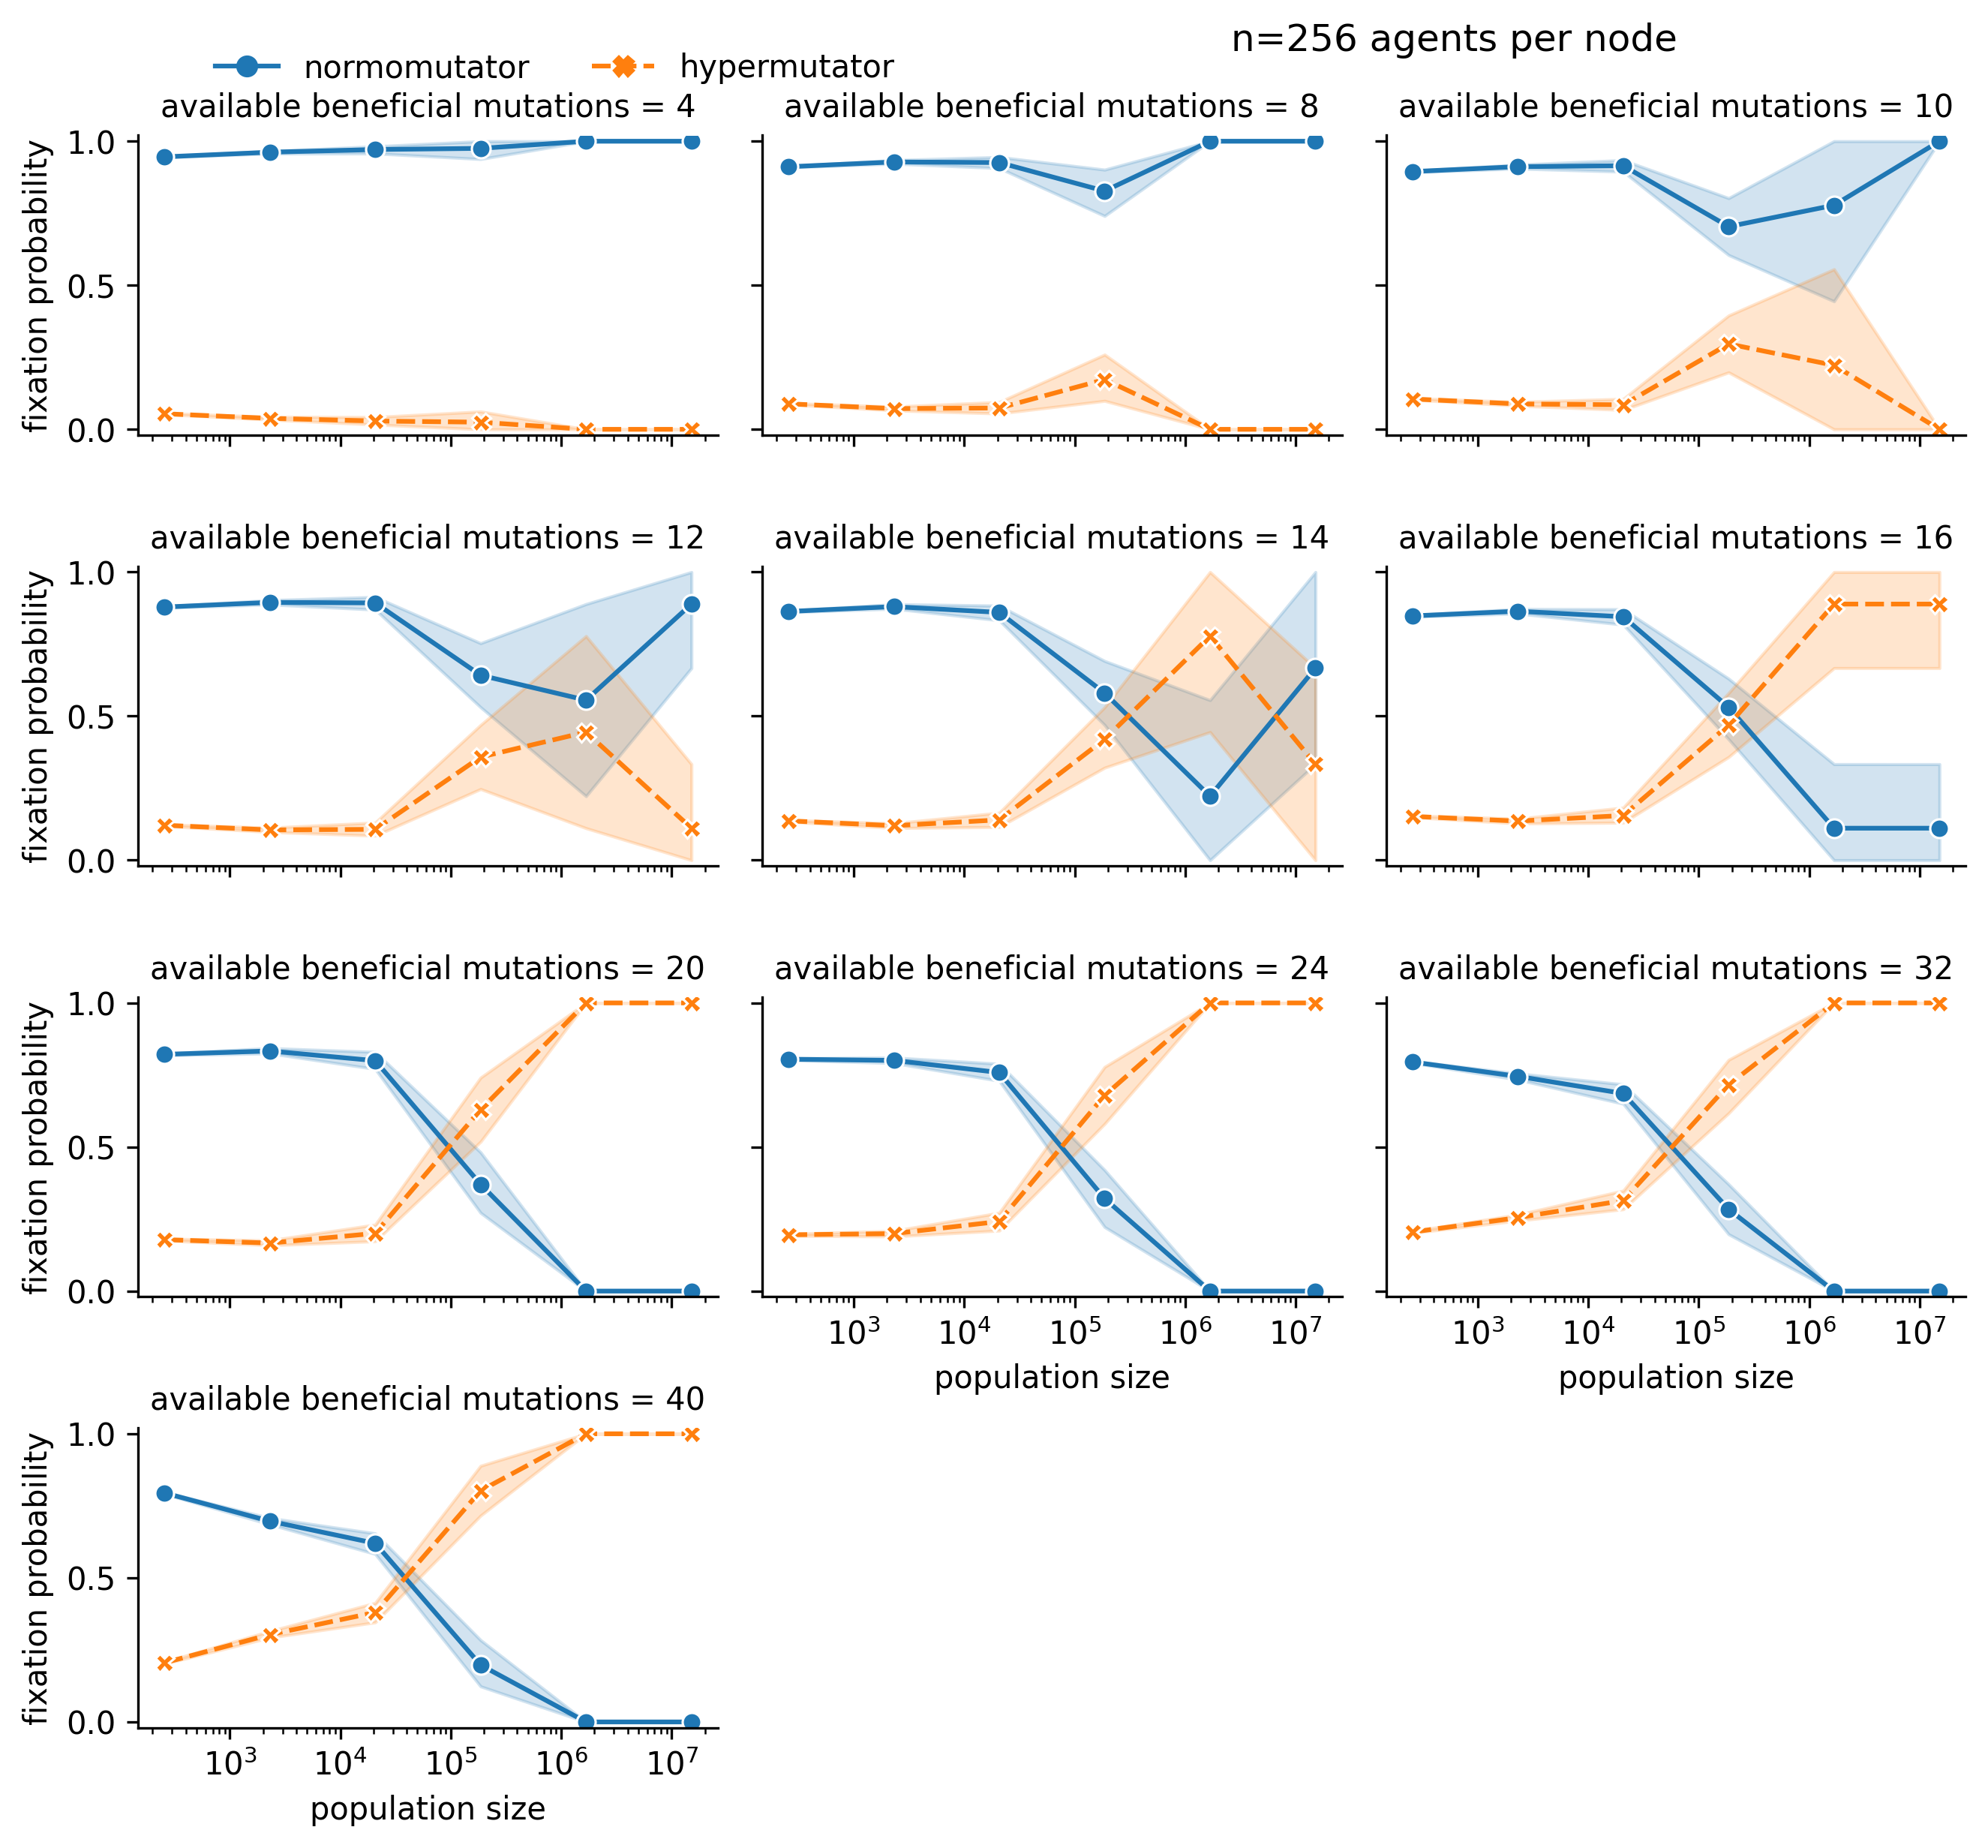 n=256 agents per node
normomutator hypermutator
available beneficial mutations = 4 available beneficial mutations = 8 available beneficial mutations = 10
fixation probability
1.0
0.5
0.0
available beneficial mutations = 12 available beneficial mutations = 14 available beneficial mutations = 16
fixation probability
1.0
0.5
0.0
available beneficial mutations = 20 available beneficial mutations = 24 available beneficial mutations = 32
fixation probability
1.0
0.5
0.0
10³ 10⁴ 10⁵ 10⁶ 10⁷ 10³ 10⁴ 10⁵ 10⁶ 10⁷
population size population size
available beneficial mutations = 40
fixation probability
1.0
0.5
0.0
10³ 10⁴ 10⁵ 10⁶ 10⁷
population size